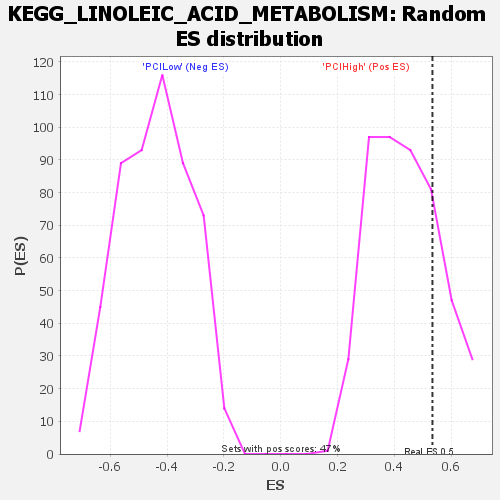 KEGG_LINOLEIC_ACID_METABOLISM: Random
ES distribution
'PCILow' (Neg ES) 'PCIHigh' (Pos ES)
120
110
100
90
80
70
60
50
40
30
20
10
0
P(ES)
Sets with pos scores: 47 %
Real ES 0.5
-0.6 -0.4 -0.2 0.0 0.2 0.4 0.6
ES